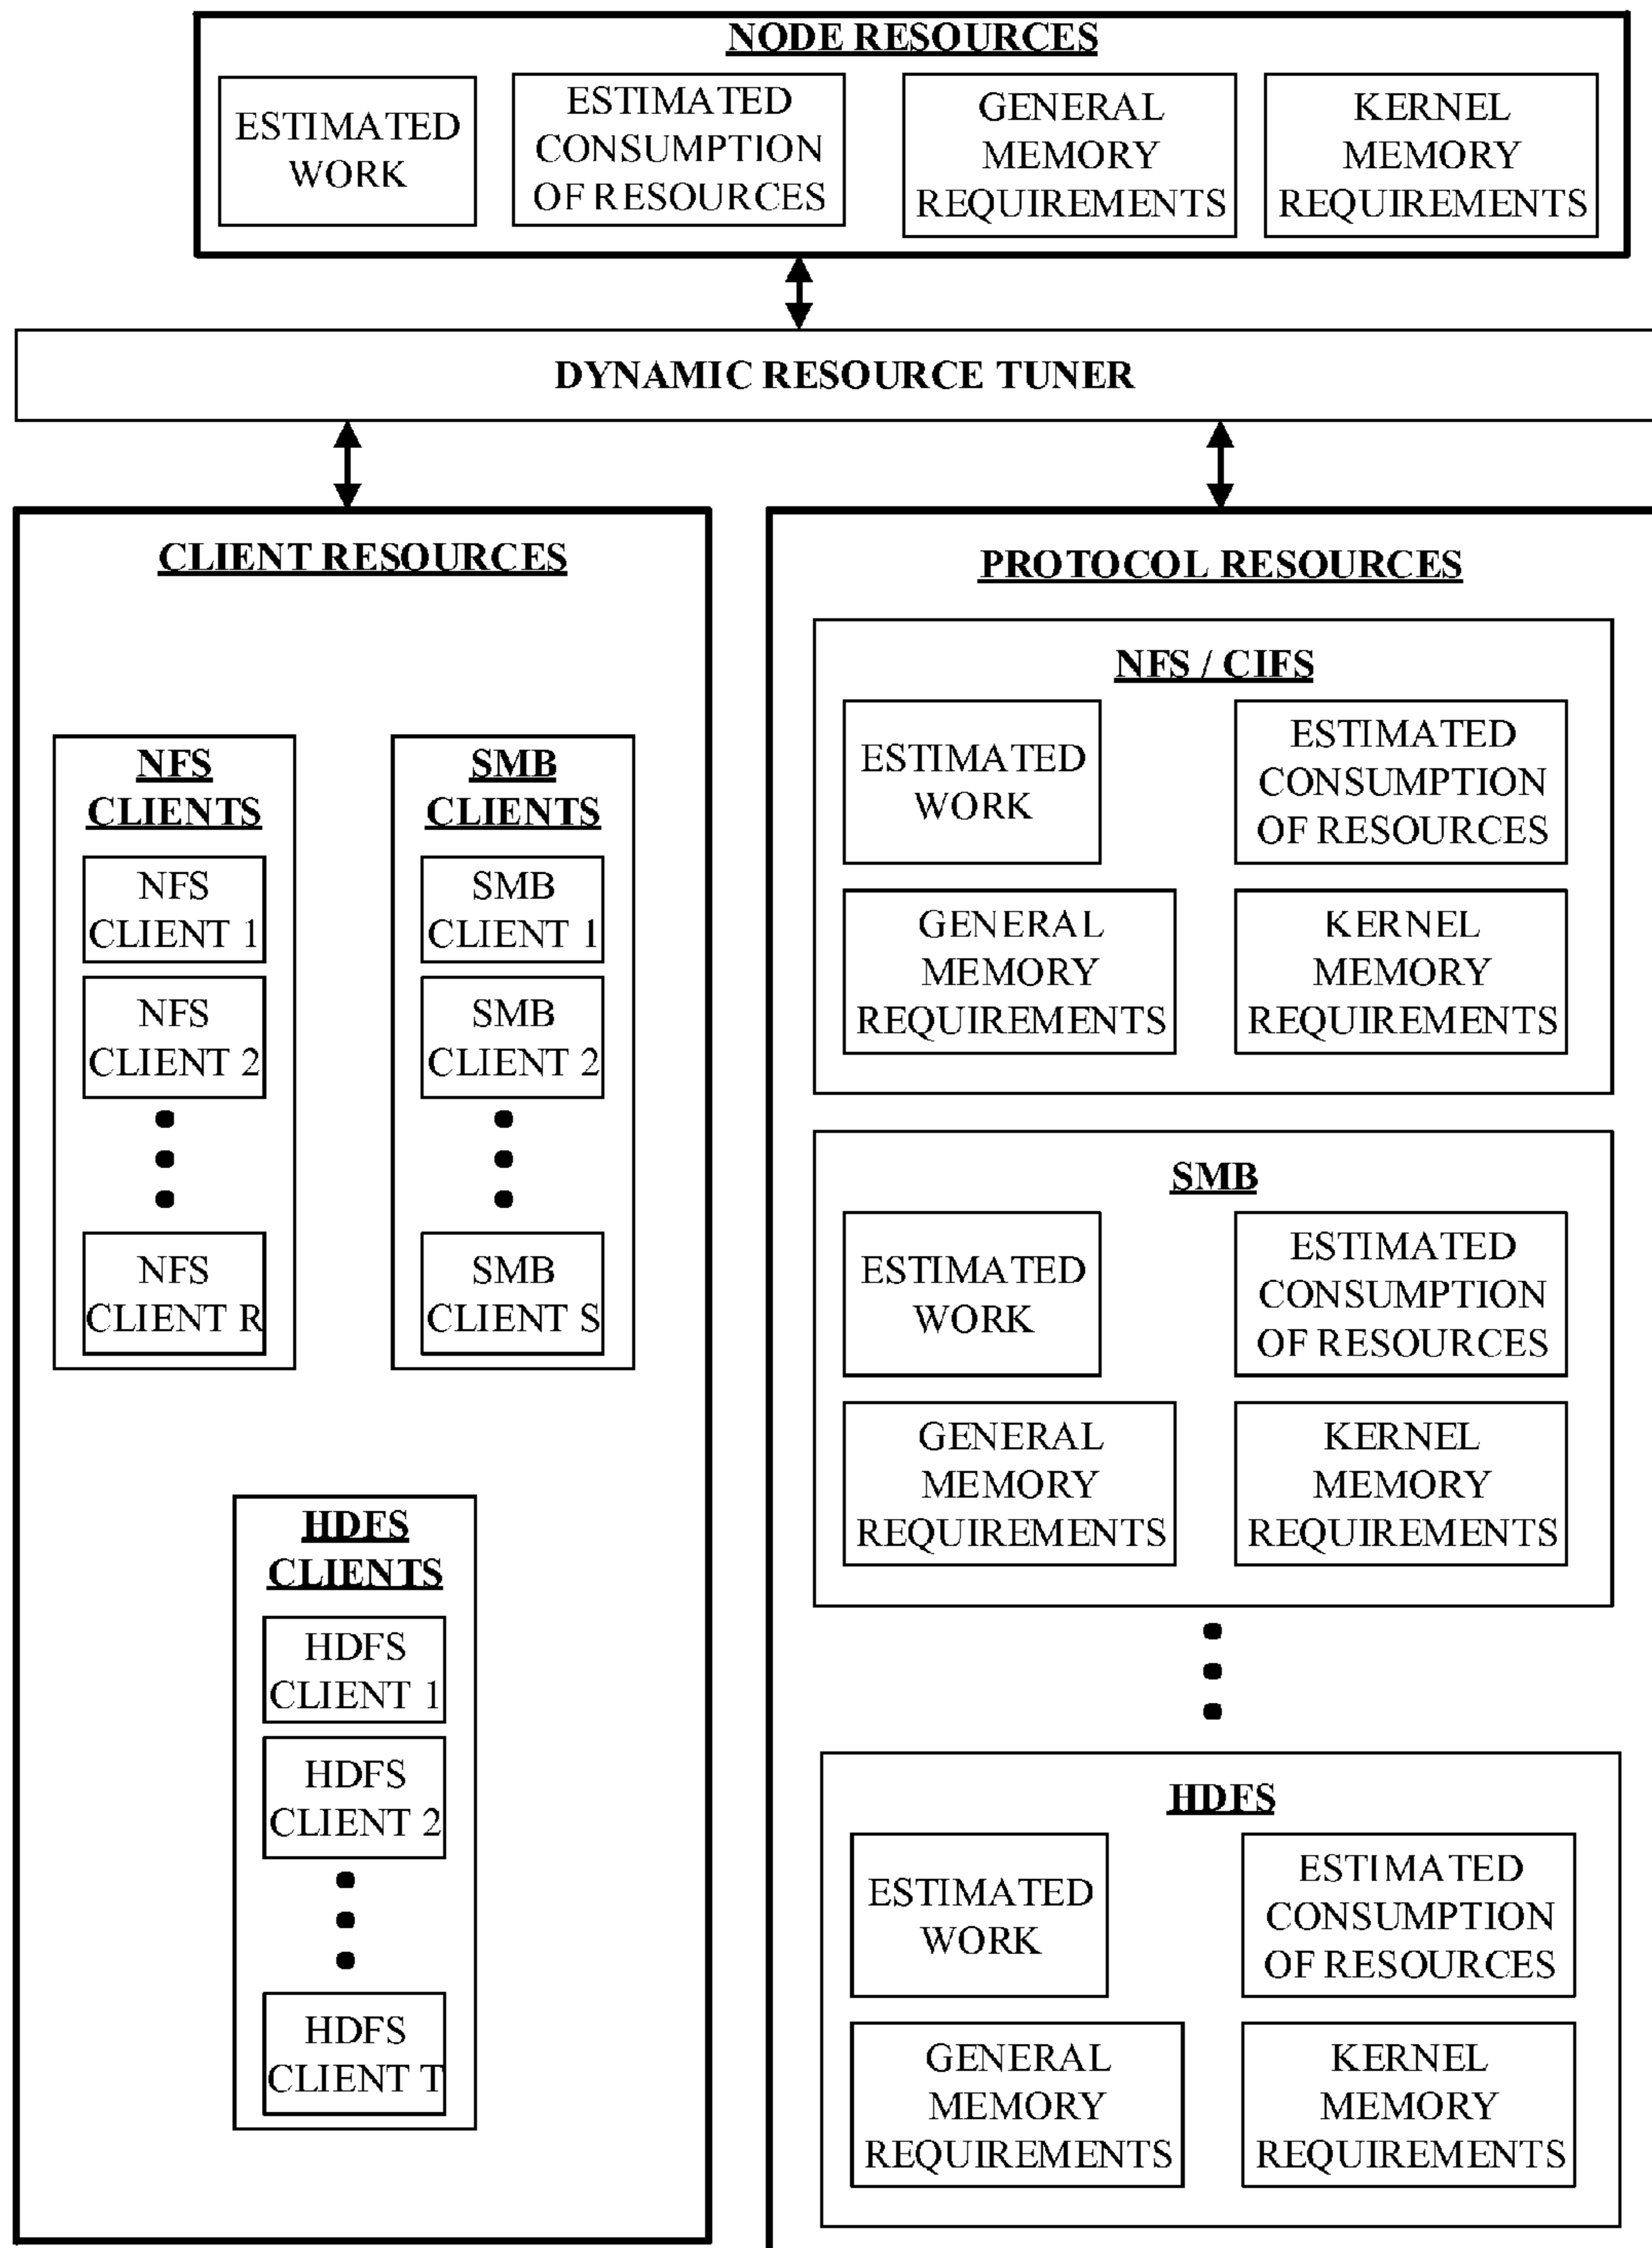 NODE RESOURCES
ESTIMATED
WORK
ESTIMATED
CONSUMPTION
OF RESOURCES
GENERAL
MEMORY
REQUIREMENTS
KERNEL
MEMORY
REQUIREMENTS
DYNAMIC RESOURCE TUNER
CLIENT RESOURCES
NFS
CLIENTS
NFS
CLIENT 1
NFS
CLIENT 2
NFS
CLIENT R
SMB
CLIENTS
SMB
CLIENT 1
SMB
CLIENT 2
SMB
CLIENT S
HDFS
CLIENTS
HDFS
CLIENT 1
HDFS
CLIENT 2
HDFS
CLIENT T
PROTOCOL RESOURCES
NFS / CIFS
ESTIMATED
WORK
ESTIMATED
CONSUMPTION
OF RESOURCES
GENERAL
MEMORY
REQUIREMENTS
KERNEL
MEMORY
REQUIREMENTS
SMB
ESTIMATED
WORK
ESTIMATED
CONSUMPTION
OF RESOURCES
GENERAL
MEMORY
REQUIREMENTS
KERNEL
MEMORY
REQUIREMENTS
HDFS
ESTIMATED
WORK
ESTIMATED
CONSUMPTION
OF RESOURCES
GENERAL
MEMORY
REQUIREMENTS
KERNEL
MEMORY
REQUIREMENTS